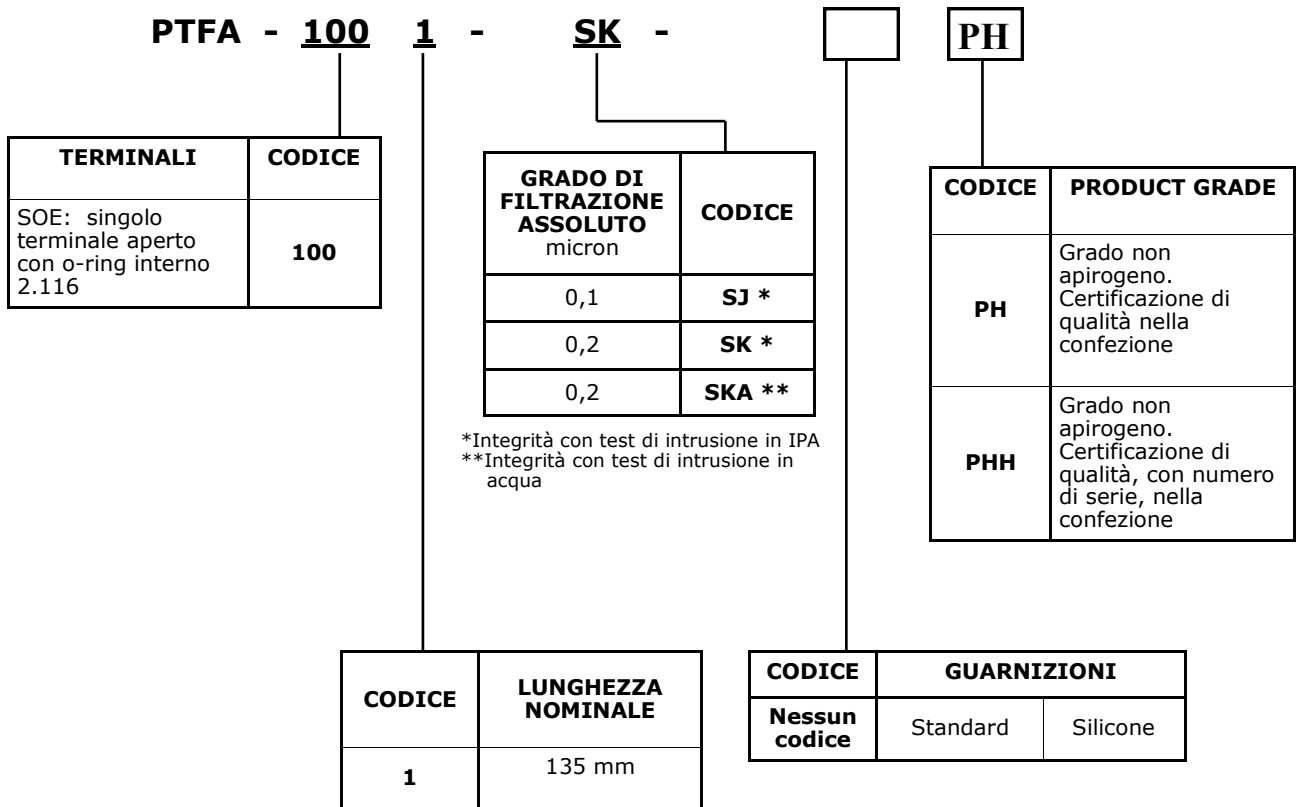 PTFA - 100 1 - SK - PH
TERMINALI CODICE
SOE: singolo
terminale aperto
con o-ring interno
2.116
100
GRADO DI
FILTRAZIONE
ASSOLUTO
micron
CODICE
0,1 SJ *
0,2 SK *
0,2 SKA **
*Integrità con test di intrusione in IPA
**Integrità con test di intrusione in
acqua
CODICE PRODUCT GRADE
PH
Grado non
apirogeno.
Certificazione di
qualità nella
confezione
PHH
Grado non
apirogeno.
Certificazione di
qualità, con numero
di serie, nella
confezione
CODICE
LUNGHEZZA
NOMINALE
1 135 mm
CODICE GUARNIZIONI
Nessun
codice
Standard Silicone